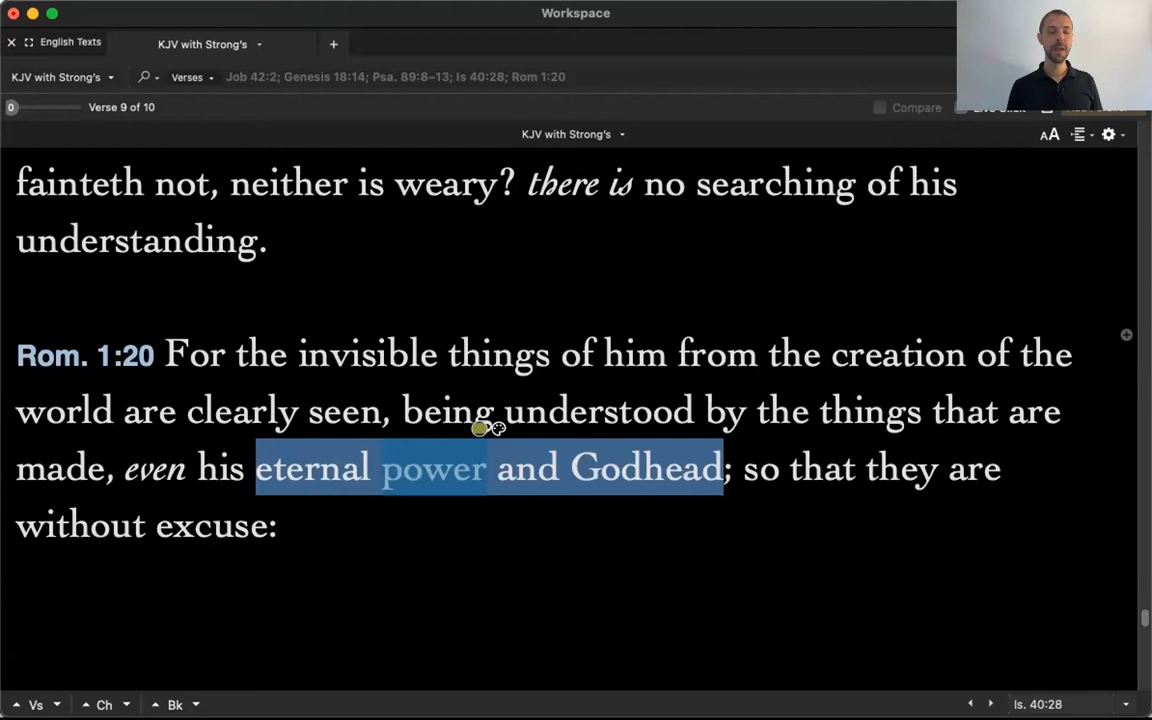 Workspace
English Texts
KJV with Strong's
KJV with Strong's
Verses
Job 42:2; Genesis 18:14; Psa. 89:8–13; Is 40:28; Rom 1:20
0
Verse 9 of 10
Compare
KJV with Strong's
AA
fainteth not, neither is weary? there is no searching of his
understanding.
Rom. 1:20 For the invisible things of him from the creation of the
world are clearly seen, being understood by the things that are
made, even his eternal power and Godhead; so that they are
without excuse:
Vs
Ch
Bk
Is. 40:28